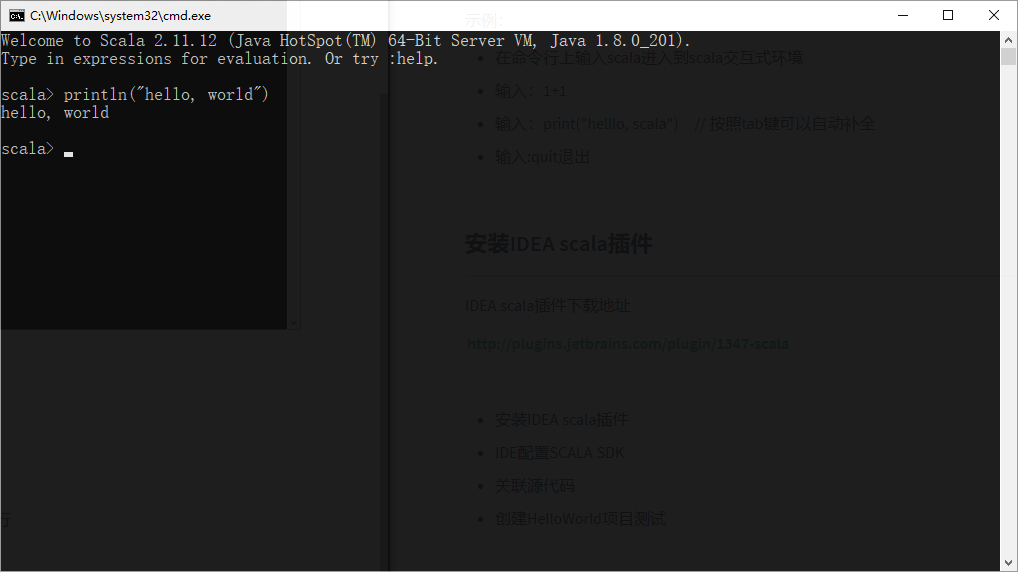 C:\Windows\system32\cmd.exe
Welcome to Scala 2.11.12 (Java HotSpot(TM) 64-Bit Server VM, Java 1.8.0_201).
Type in expressions for evaluation. Or try :help.
scala> println("hello, world")
hello, world
scala>
示例：
在命令行上输入scala进入到scala交互式环境
输入：1+1
输入：print("helllo, scala") // 按照tab键可以自动补全
输入:quit退出
安装IDEA scala插件
IDEA scala插件下载地址
http://plugins.jetbrains.com/plugin/1347-scala
安装IDEA scala插件
IDE配置SCALA SDK
关联源代码
创建HelloWorld项目测试
行